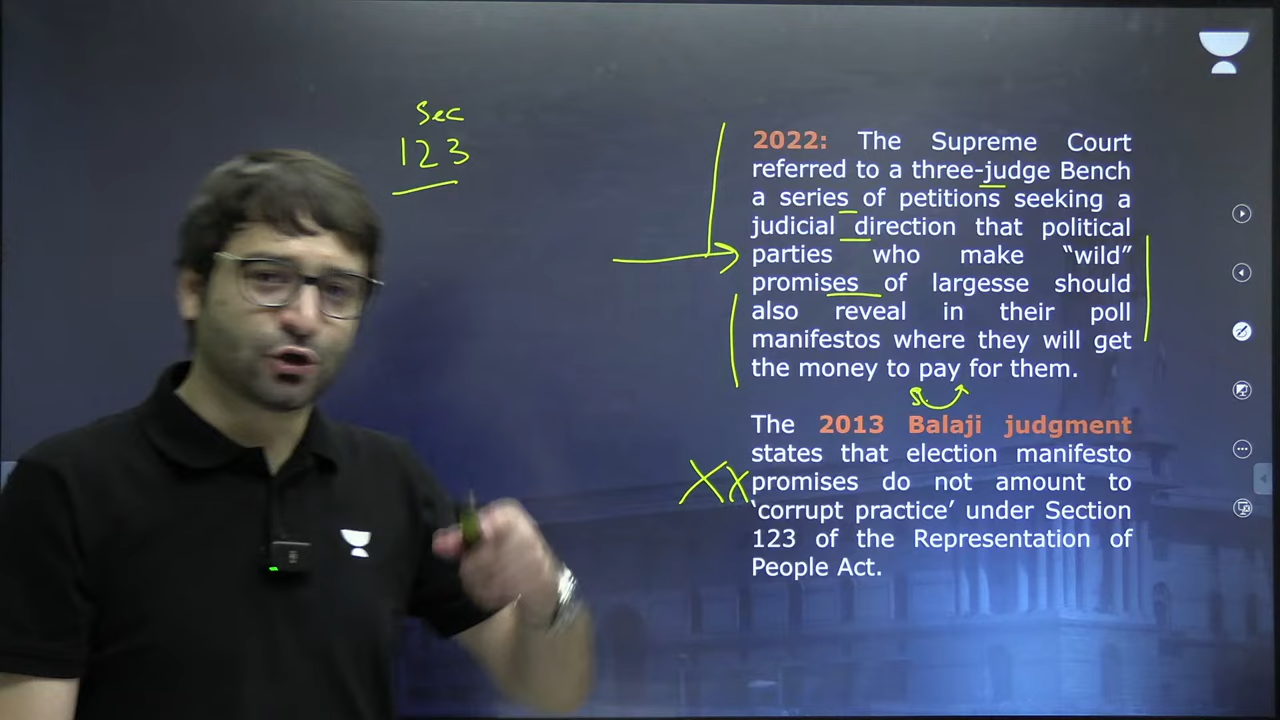 Sec
123
2022: The Supreme Court
referred to a three-judge Bench
a series of petitions seeking a
judicial direction that political
parties who make “wild”
promises of largesse should
also reveal in their poll
manifestos where they will get
the money to pay for them.
The 2013 Balaji judgment
states that election manifesto
XX promises do not amount to
‘corrupt practice’ under Section
123 of the Representation of
People Act.